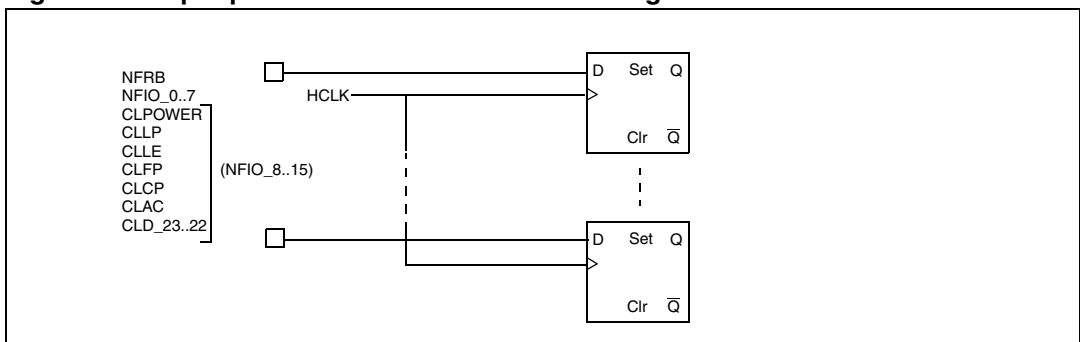 NFRB
NFIO_0..7
CLPOWER
CLLP
CLLE
CLFP
CLCP
CLAC
CLD_23..22
(NFIO_8..15)
HCLK
D Set Q
Clr Q̅
D Set Q
Clr Q̅